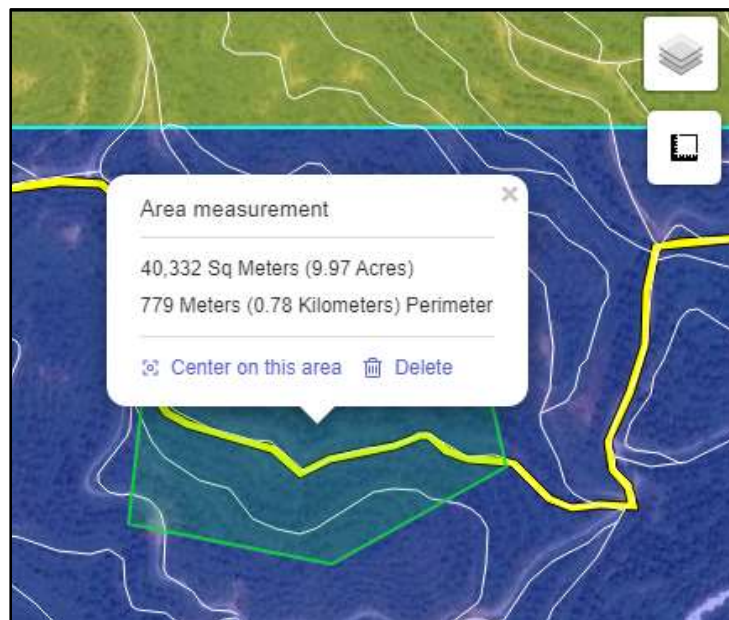 Area measurement
×
40,332 Sq Meters (9.97 Acres)
779 Meters (0.78 Kilometers) Perimeter
Center on this area Delete